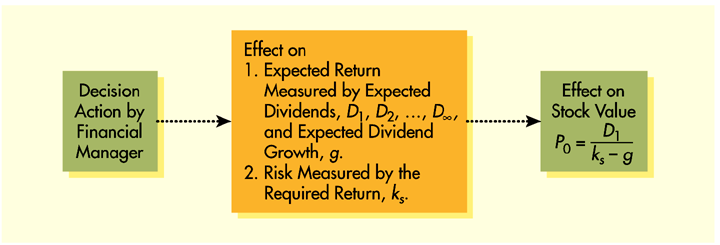 Decision
Action by
Financial
Manager
Effect on
1. Expected Return
Measured by Expected
Dividends, D₁, D₂, …, D∞,
and Expected Dividend
Growth, g.
2. Risk Measured by the
Required Return, kₛ.
Effect on
Stock Value
P₀ = D₁ / (kₛ – g)